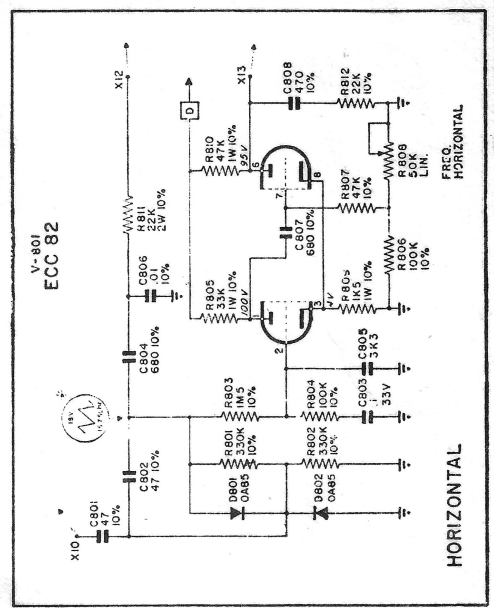 V-801
ECC 82
X12
X13
D
R811
22K
2W 10%
R810
47K
1W 10%
95V
C808
470
10%
R812
22K
10%
C806
.01
10%
R805
33K
1W 10%
100V
C807
680 10%
R807
47K
10%
R808
50K
LIN.
FREQ.
HORIZONTAL
6
7
8
1
2
3
4V
C804
680 10%
R809
1K5
1W 10%
R806
100K
10%
R803
1M5
10%
R804
100K
10%
C803
.1
33V
C805
3K3
C802
47 10%
R801
330K
10%
R802
330K
10%
D801
OA85
D802
OA85
C801
47
10%
X10
HORIZONTAL